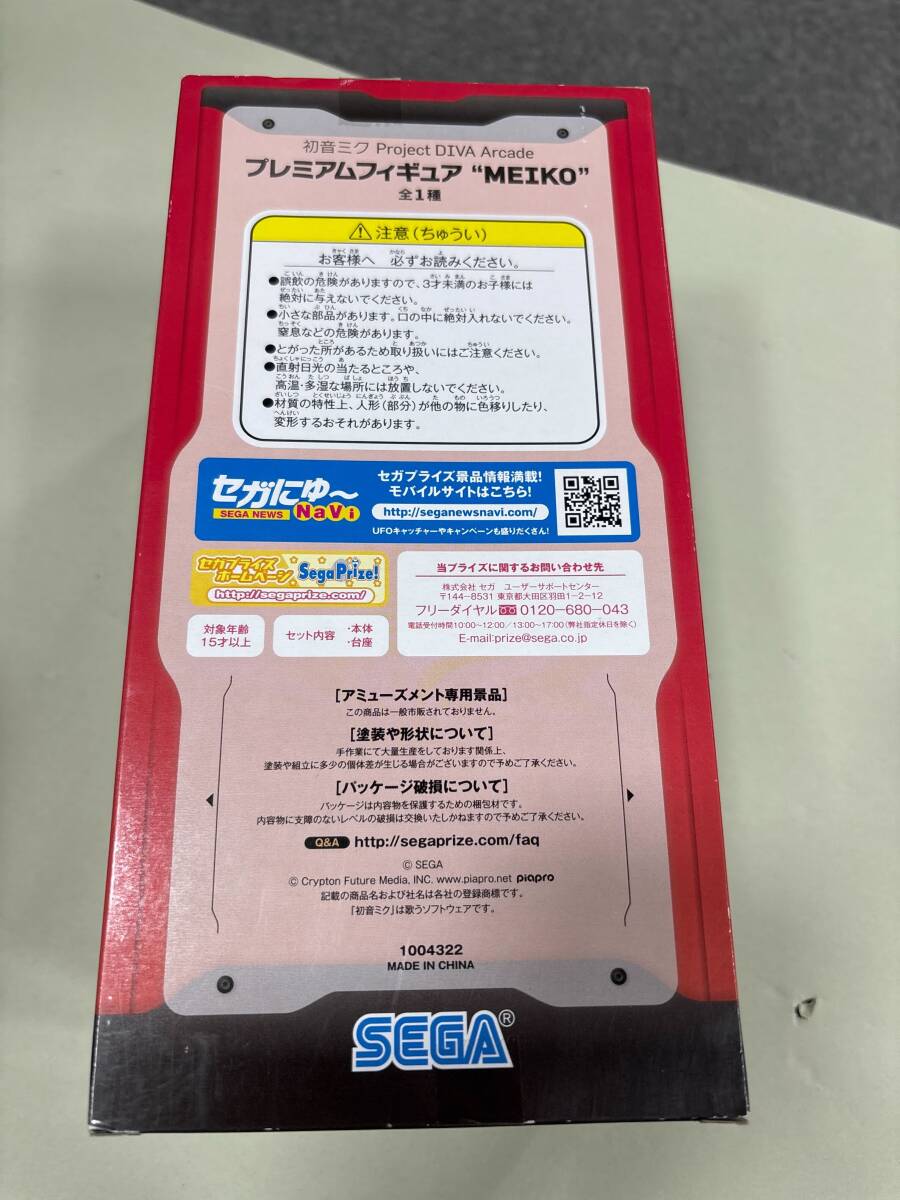 初音ミク Project DIVA Arcade
プレミアムフィギュア “MEIKO”
全1種
⚠注意(ちゅうい)
お客様へ 必ずお読みください。
●誤飲の危険がありますので、3才未満のお子様には
絶対に与えないでください。
●小さな部品があります。口の中に絶対入れないでください。
窒息などの危険があります。
●とがった所があるため取り扱いにはご注意ください。
●直射日光の当たるところや、
高温・多湿な場所には放置しないでください。
●材質の特性上、人形(部分)が他の物に色移りしたり、
変形するおそれがあります。
セガにゅ〜
SEGA NEWS NaVi
セガプライズ景品情報満載!
モバイルサイトはこちら!
http://seganewsnavi.com/
UFOキャッチャーやキャンペーンも盛りだくさん!
セガプライズ
ホームページ SegaPrize!
http://segaprize.com/
対象年齢
15才以上
セット内容 ・本体
・台座
当プライズに関するお問い合わせ先
株式会社 セガ ユーザーサポートセンター
〒144-8531 東京都大田区羽田1-2-12
フリーダイヤル 0120-680-043
電話受付時間10:00〜12:00/13:00〜17:00(弊社指定休日を除く)
E-mail:prize@sega.co.jp
[アミューズメント専用景品]
この商品は一般市販されておりません。
[塗装や形状について]
手作業にて大量生産をしております関係上、
塗装や組立に多少の個体差が生じる場合がございますので予めご了承ください。
[パッケージ破損について]
パッケージは内容物を保護するための梱包材です。
内容物に支障のないレベルの破損は交換いたしかねますので予めご了承ください。
Q&A http://segaprize.com/faq
© SEGA
© Crypton Future Media, INC. www.piapro.net piapro
記載の商品名および社名は各社の登録商標です。
「初音ミク」は歌うソフトウェアです。
1004322
MADE IN CHINA
SEGA®